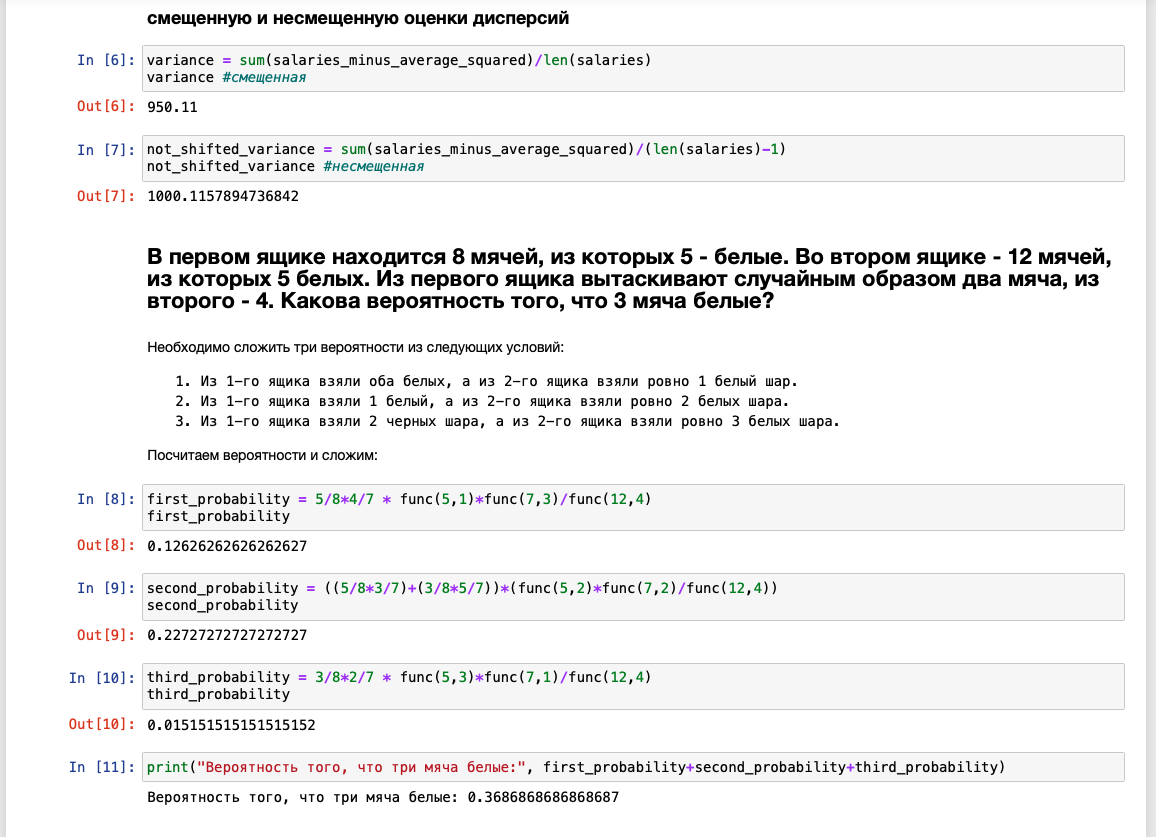 смещенную и несмещенную оценки дисперсий
In [6]: variance = sum(salaries_minus_average_squared)/len(salaries)
variance #смещенная
Out[6]: 950.11
In [7]: not_shifted_variance = sum(salaries_minus_average_squared)/(len(salaries)-1)
not_shifted_variance #несмещенная
Out[7]: 1000.1157894736842
В первом ящике находится 8 мячей, из которых 5 - белые. Во втором ящике - 12 мячей,
из которых 5 белых. Из первого ящика вытаскивают случайным образом два мяча, из
второго - 4. Какова вероятность того, что 3 мяча белые?
Необходимо сложить три вероятности из следующих условий:
1. Из 1-го ящика взяли оба белых, а из 2-го ящика взяли ровно 1 белый шар.
2. Из 1-го ящика взяли 1 белый, а из 2-го ящика взяли ровно 2 белых шара.
3. Из 1-го ящика взяли 2 черных шара, а из 2-го ящика взяли ровно 3 белых шара.
Посчитаем вероятности и сложим:
In [8]: first_probability = 5/8*4/7 * func(5,1)*func(7,3)/func(12,4)
first_probability
Out[8]: 0.12626262626262627
In [9]: second_probability = ((5/8*3/7)+(3/8*5/7))*(func(5,2)*func(7,2)/func(12,4))
second_probability
Out[9]: 0.22727272727272727
In [10]: third_probability = 3/8*2/7 * func(5,3)*func(7,1)/func(12,4)
third_probability
Out[10]: 0.015151515151515152
In [11]: print("Вероятность того, что три мяча белые:", first_probability+second_probability+third_probability)
Вероятность того, что три мяча белые: 0.3686868686868687